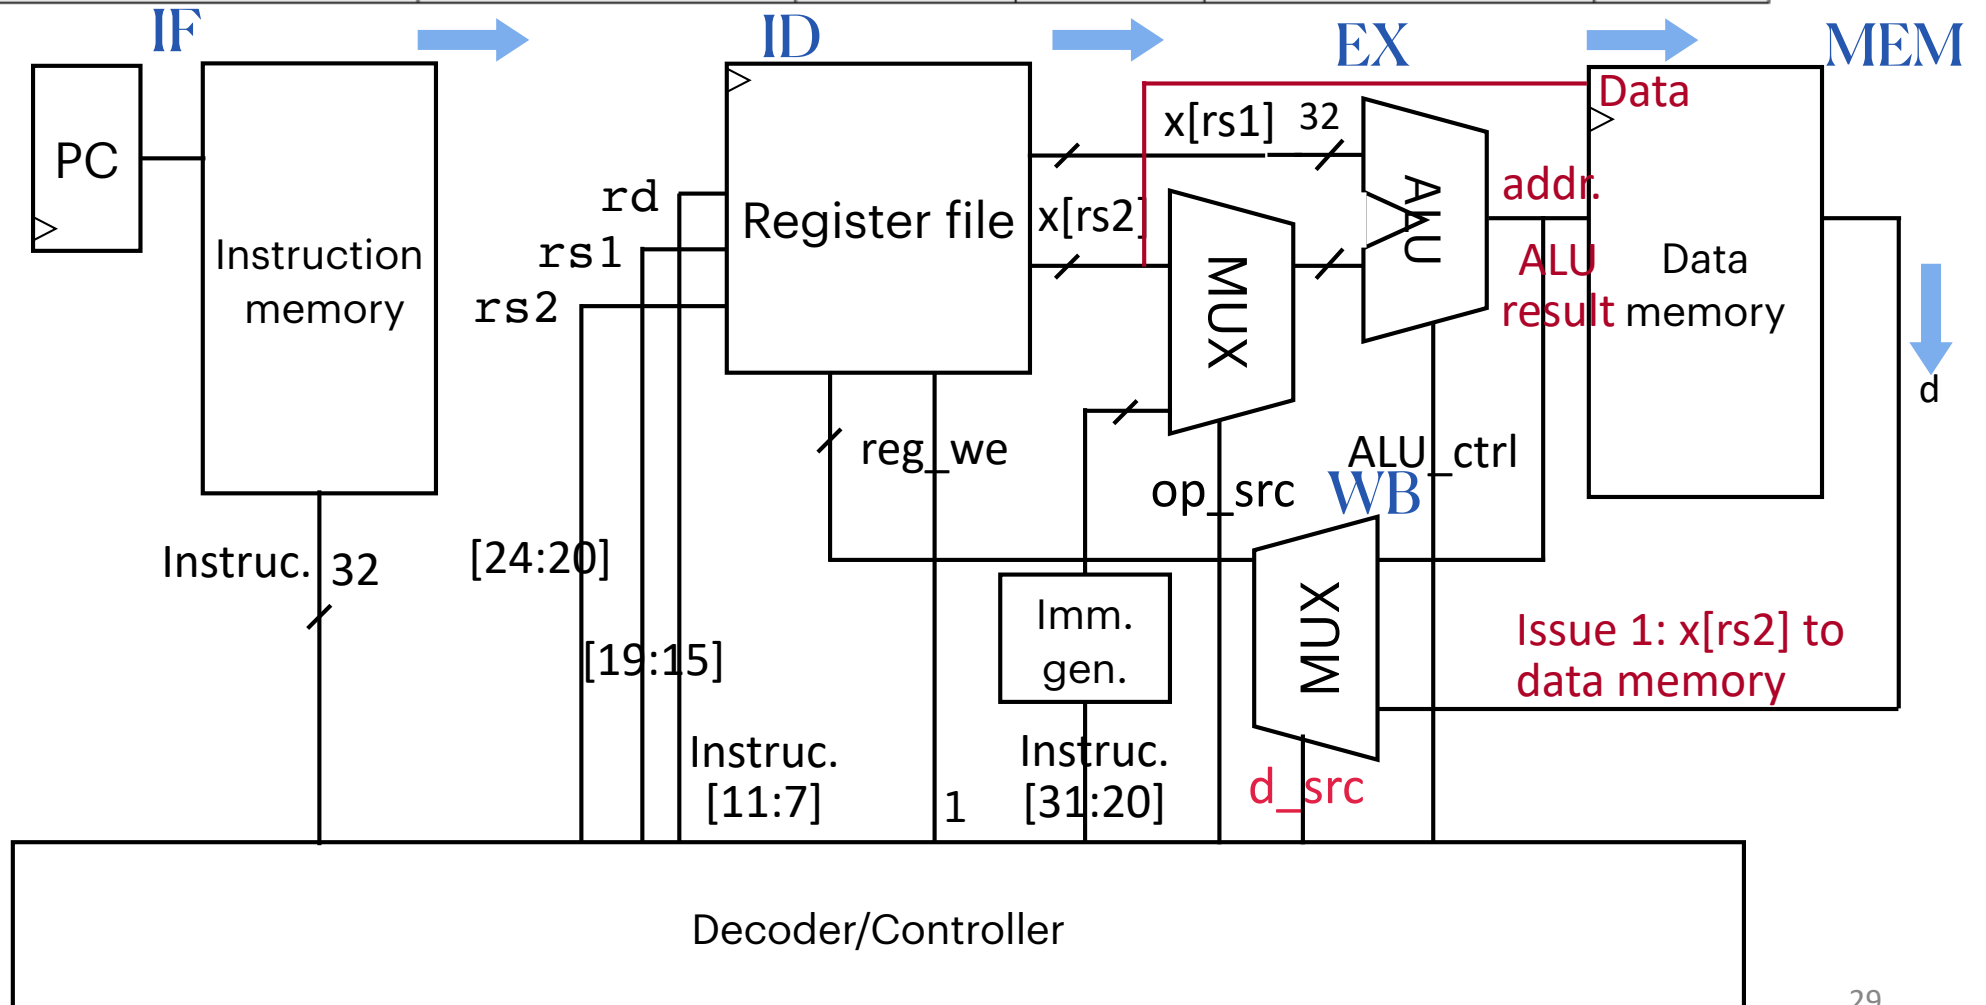 IF
ID
EX
MEM
PC
Instruction
memory
rd
rs1
rs2
Register file
x[rs1]
32
x[rs2]
MUX
ALU
Data
addr.
ALU
result
Data
memory
d
reg_we
op_src
ALU_ctrl
WB
Instruc.
32
[24:20]
[19:15]
Instruc.
[11:7]
1
Imm.
gen.
Instruc.
[31:20]
MUX
d_src
Issue 1: x[rs2] to
data memory
Decoder/Controller
29